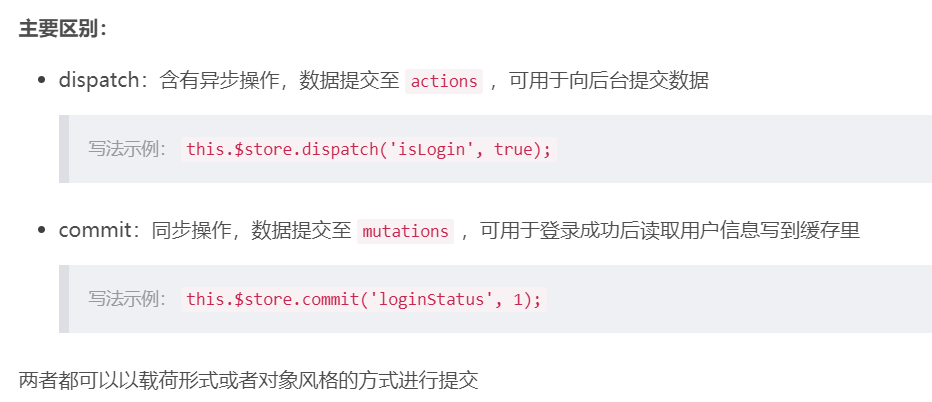 主要区别：
dispatch：含有异步操作，数据提交至 actions ，可用于向后台提交数据
写法示例： this.$store.dispatch('isLogin', true);
commit：同步操作，数据提交至 mutations ，可用于登录成功后读取用户信息写到缓存里
写法示例： this.$store.commit('loginStatus', 1);
两者都可以以载荷形式或者对象风格的方式进行提交